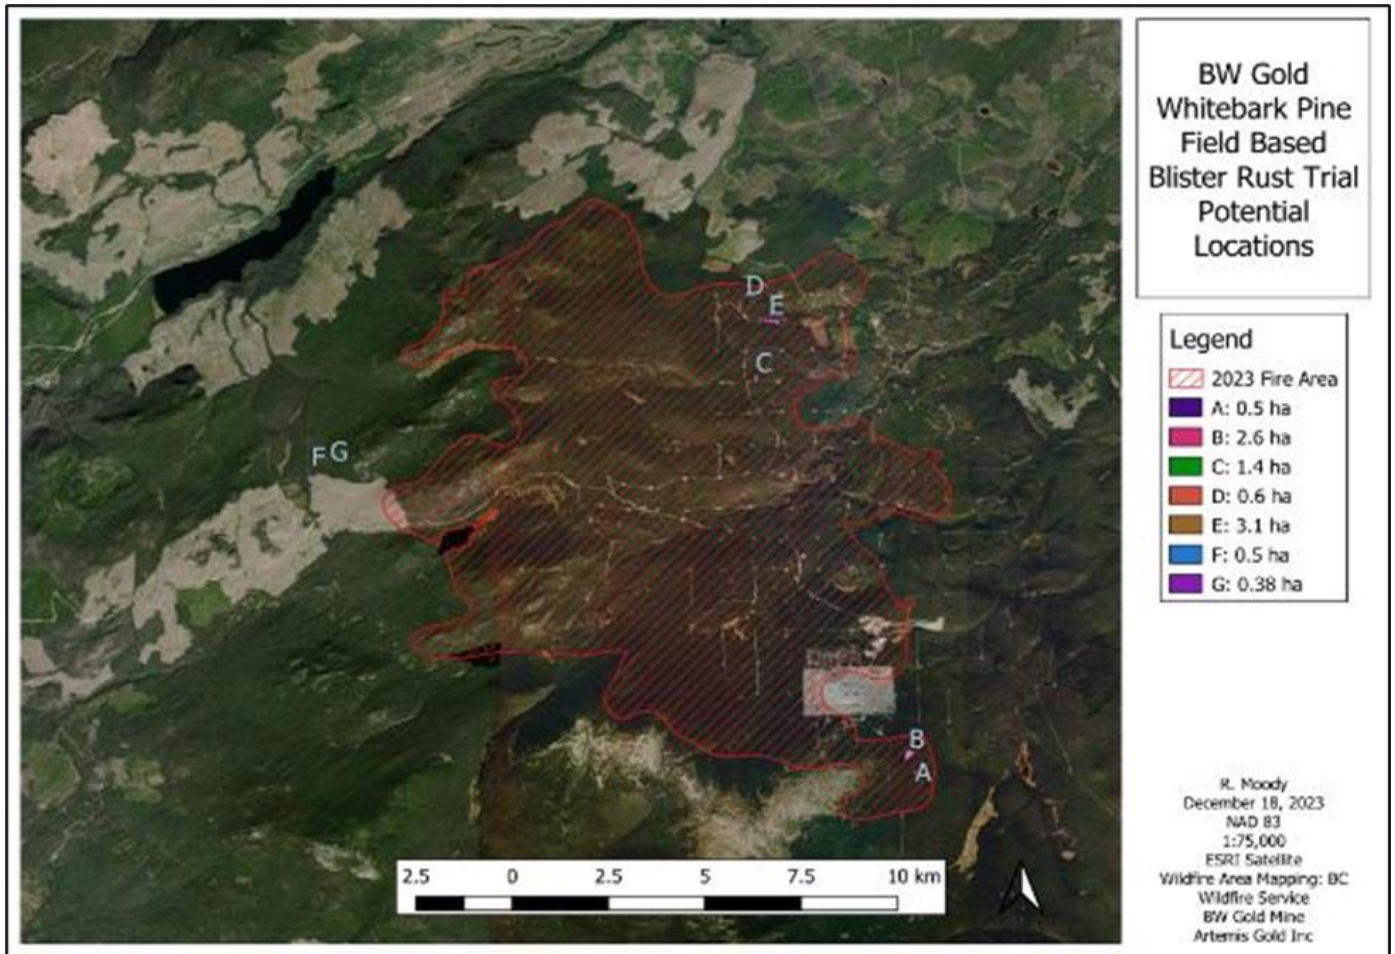 BW Gold
Whitebark Pine
Field Based
Blister Rust Trial
Potential
Locations
Legend
2023 Fire Area
A: 0.5 ha
B: 2.6 ha
C: 1.4 ha
D: 0.6 ha
E: 3.1 ha
F: 0.5 ha
G: 0.38 ha
D
E
C
F G
B
A
2.5 0 2.5 5 7.5 10 km
R. Moody
December 18, 2023
NAD 83
1:75,000
ESRI Satellite
Wildfire Area Mapping: BC
Wildfire Service
BW Gold Mine
Artemis Gold Inc